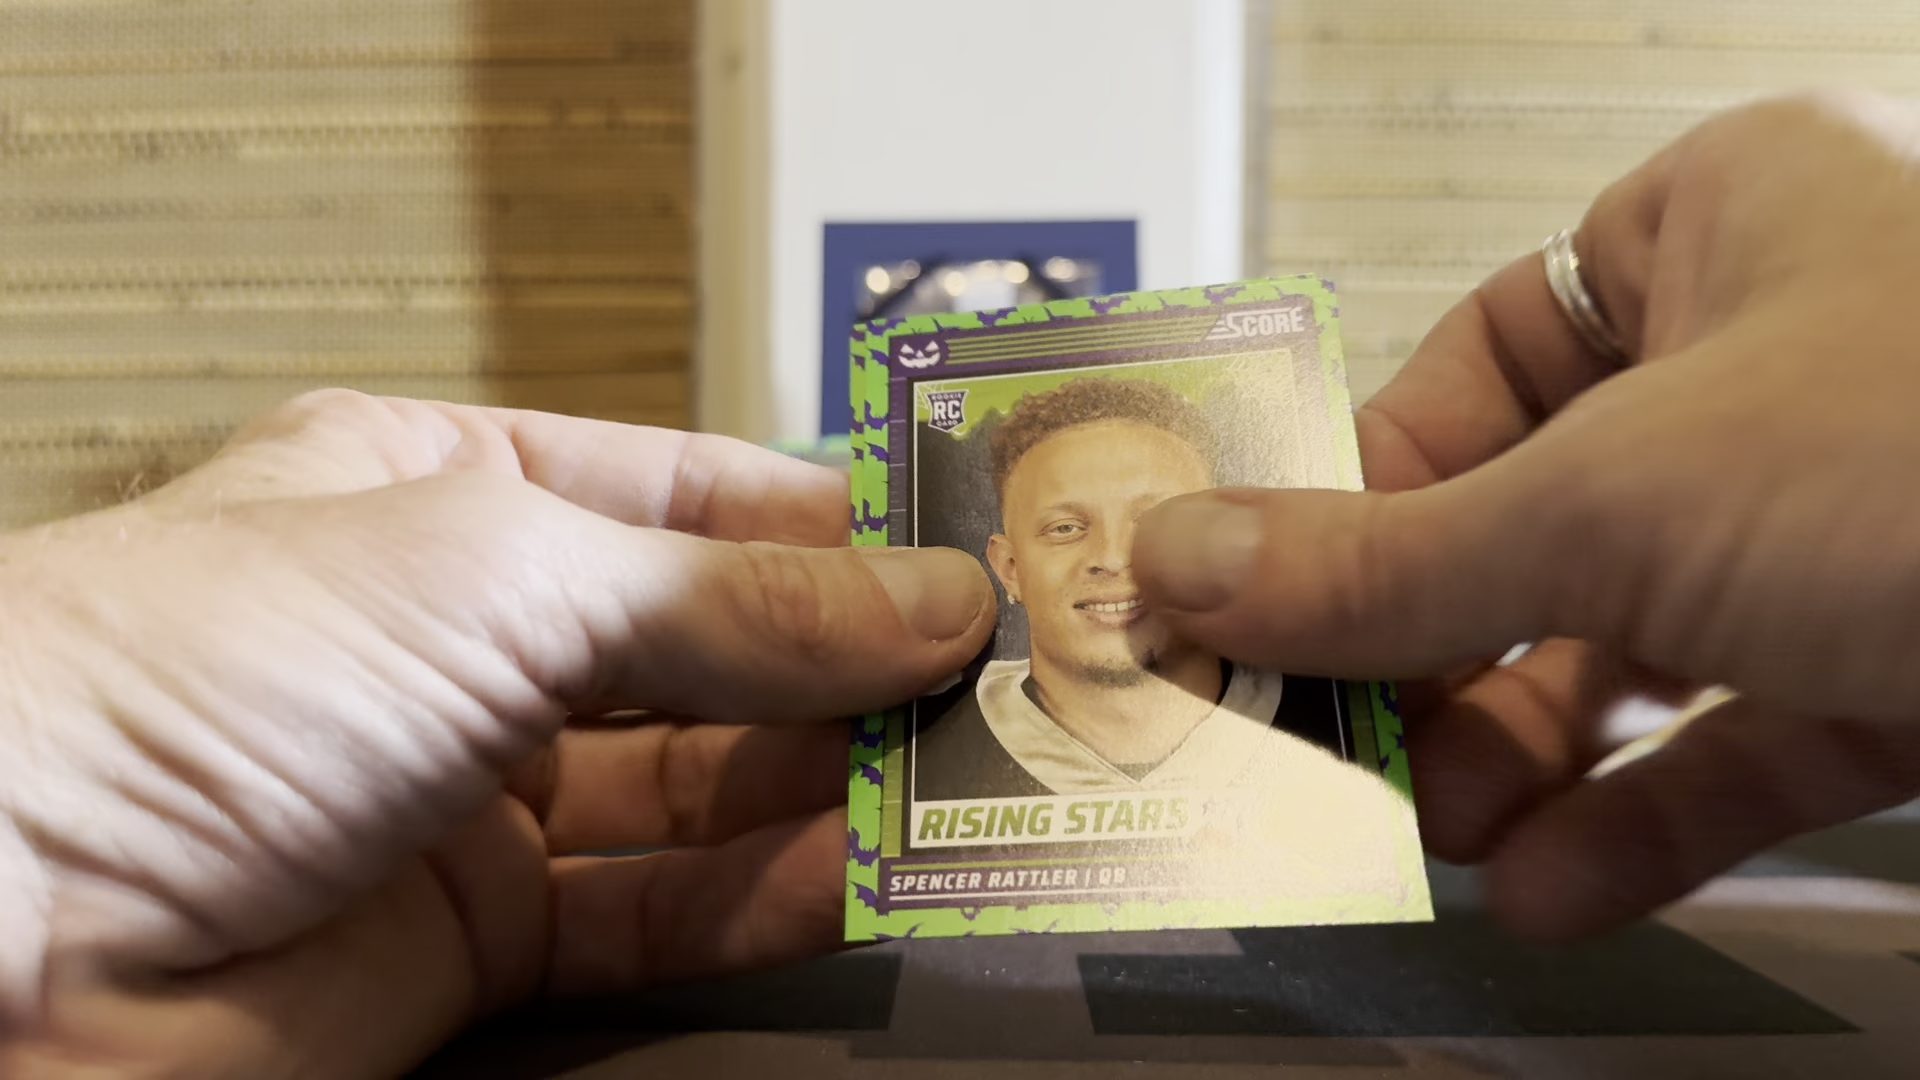 SCORE
ROOKIE
RC
CARD
RISING STARS
SPENCER RATTLER | QB